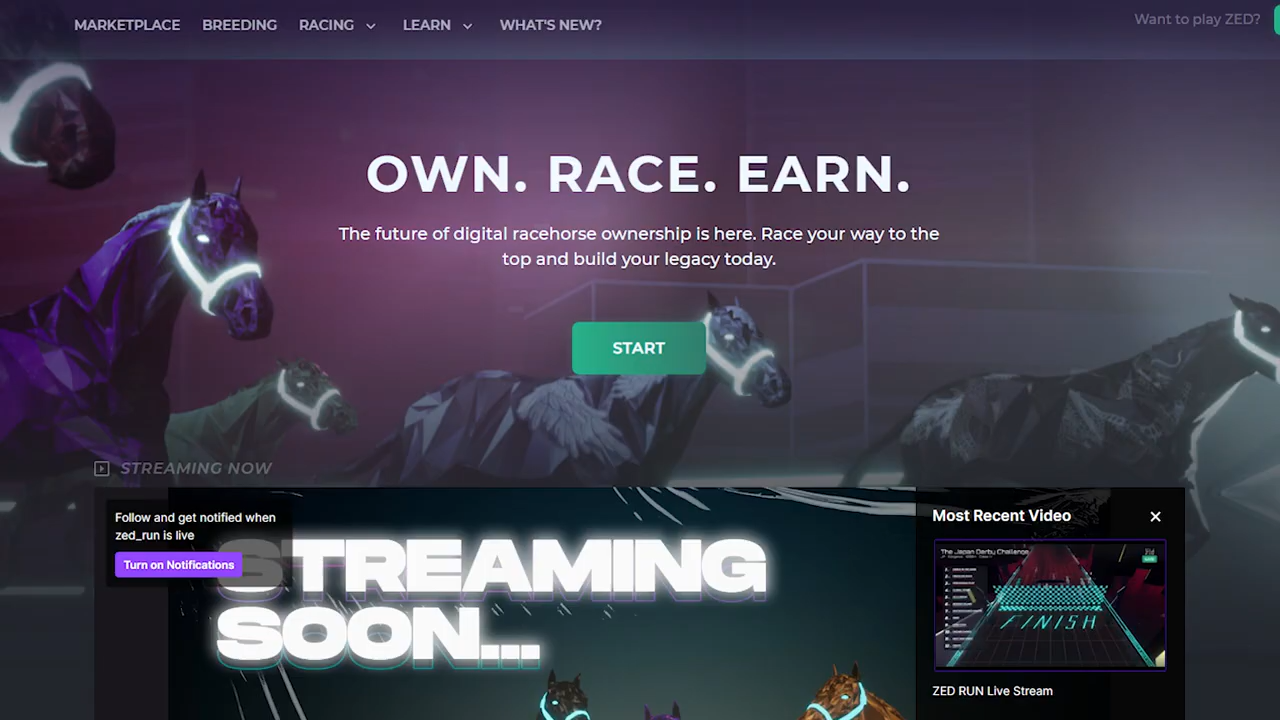 MARKETPLACE BREEDING RACING LEARN WHAT'S NEW? Want to play ZED?
OWN. RACE. EARN.
The future of digital racehorse ownership is here. Race your way to the
top and build your legacy today.
START
STREAMING NOW
Follow and get notified when
zed_run is live
Turn on Notifications
STREAMING
SOON...
Most Recent Video
The Japan Derby Challenge
FINISH
ZED RUN Live Stream